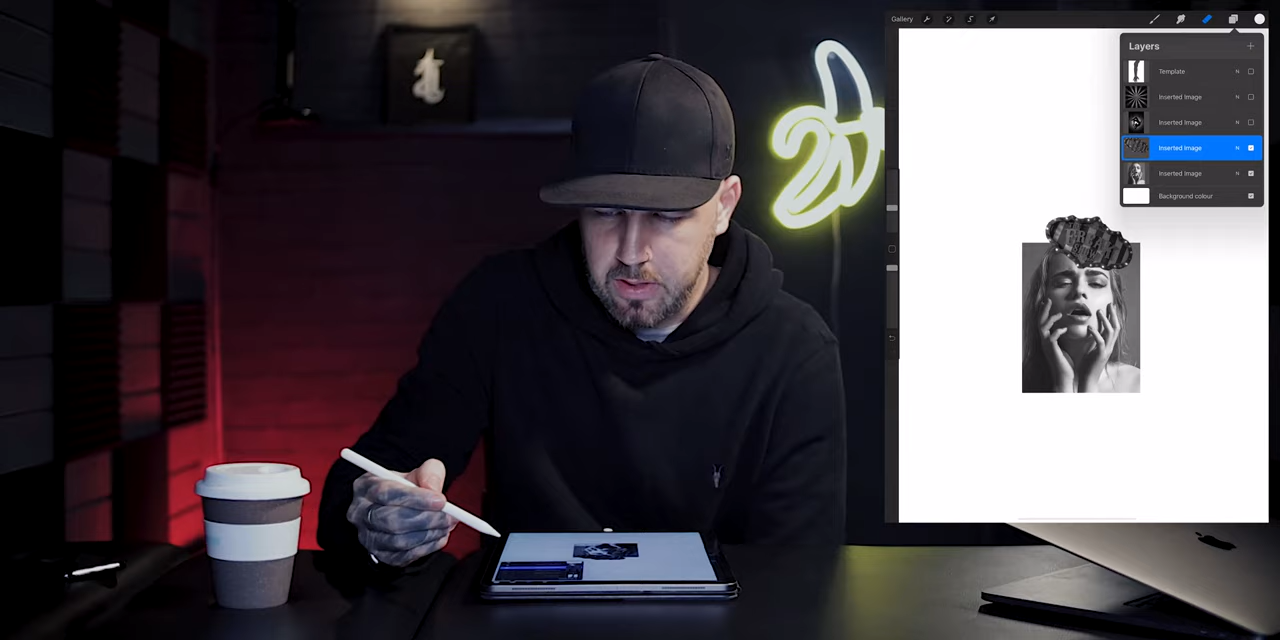 Gallery
Layers
Template N
Inserted Image N
Inserted Image N
Inserted Image N
Inserted Image N
Background colour